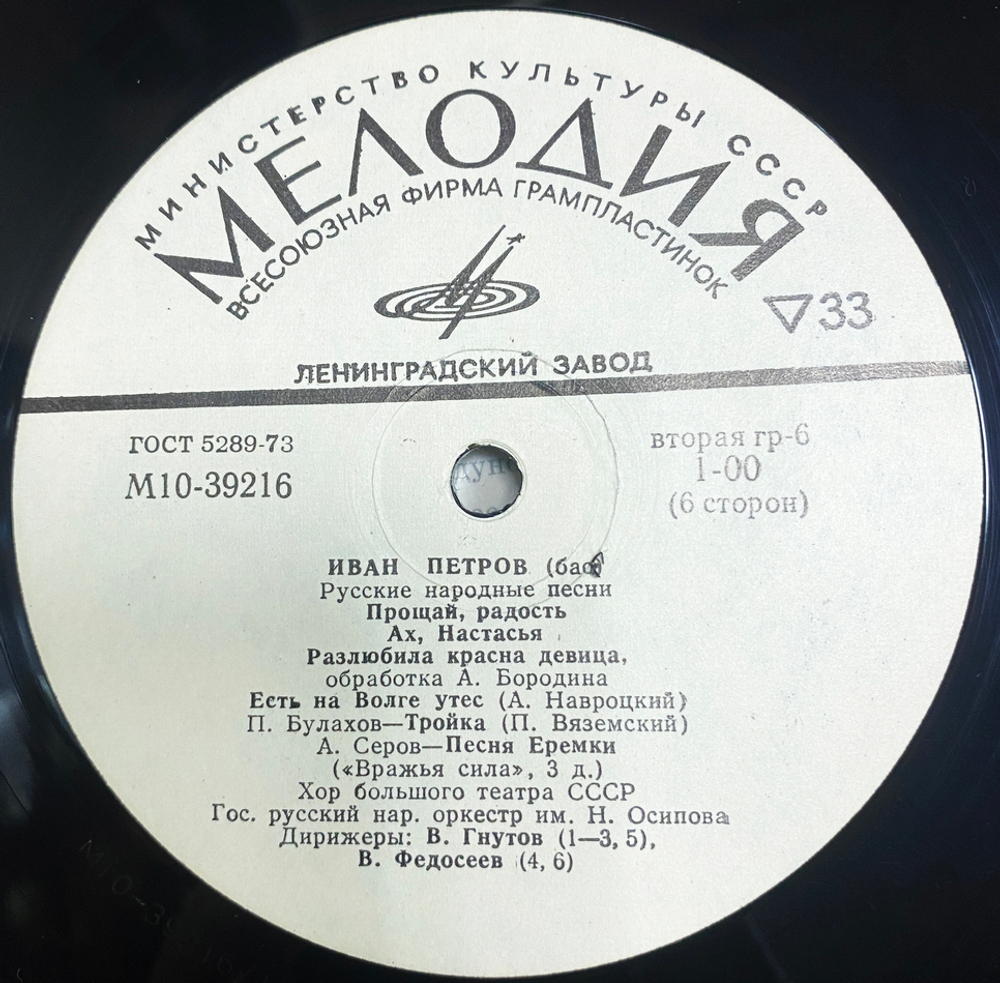 МИНИСТЕРСТВО КУЛЬТУРЫ СССР
МЕЛОДИЯ
ВСЕСОЮЗНАЯ ФИРМА ГРАМПЛАСТИНОК
33
ЛЕНИНГРАДСКИЙ ЗАВОД
ГОСТ 5289-73
М10-39216
вторая гр-6
1-00
(6 сторон)
ИВАН ПЕТРОВ (бас)
Русские народные песни
Прощай, радость
Ах, Настасья
Разлюбила красна девица,
обработка А. Бородина
Есть на Волге утес (А. Навроцкий)
П. Булахов—Тройка (П. Вяземский)
А. Серов—Песня Еремки
(«Вражья сила», 3 д.)
Хор большого театра СССР
Гос. русский нар. оркестр им. Н. Осипова
Дирижеры: В. Гнутов (1—3, 5),
В. Федосеев (4, 6)